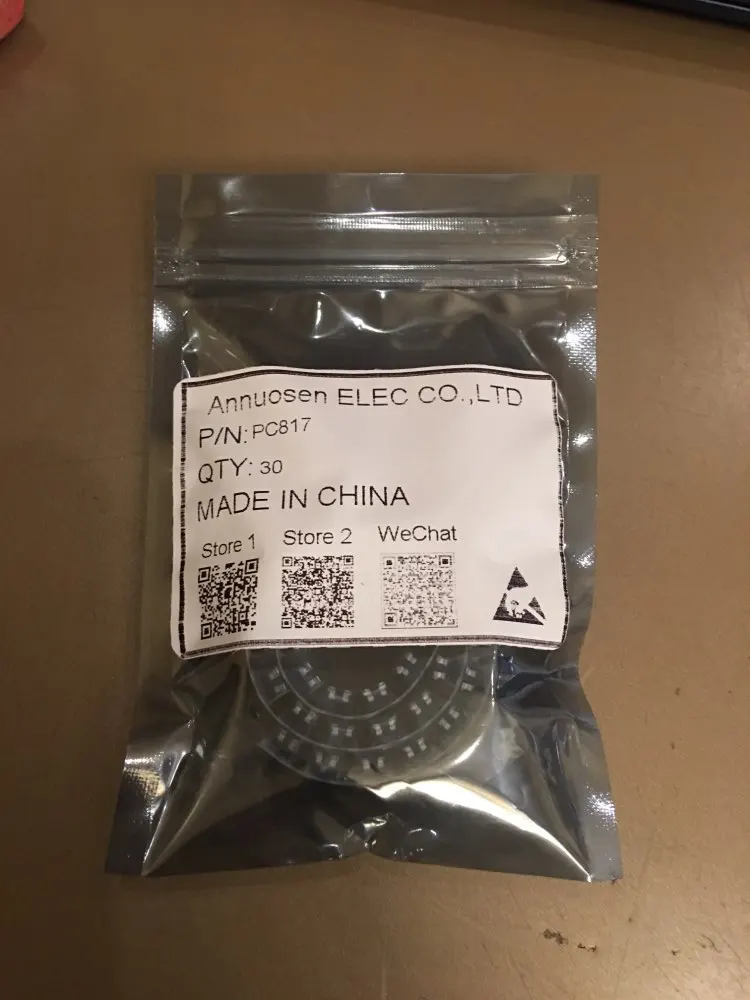 Annuosen ELEC CO.,LTD
P/N: PC817
QTY: 30
MADE IN CHINA
Store 1 Store 2 WeChat